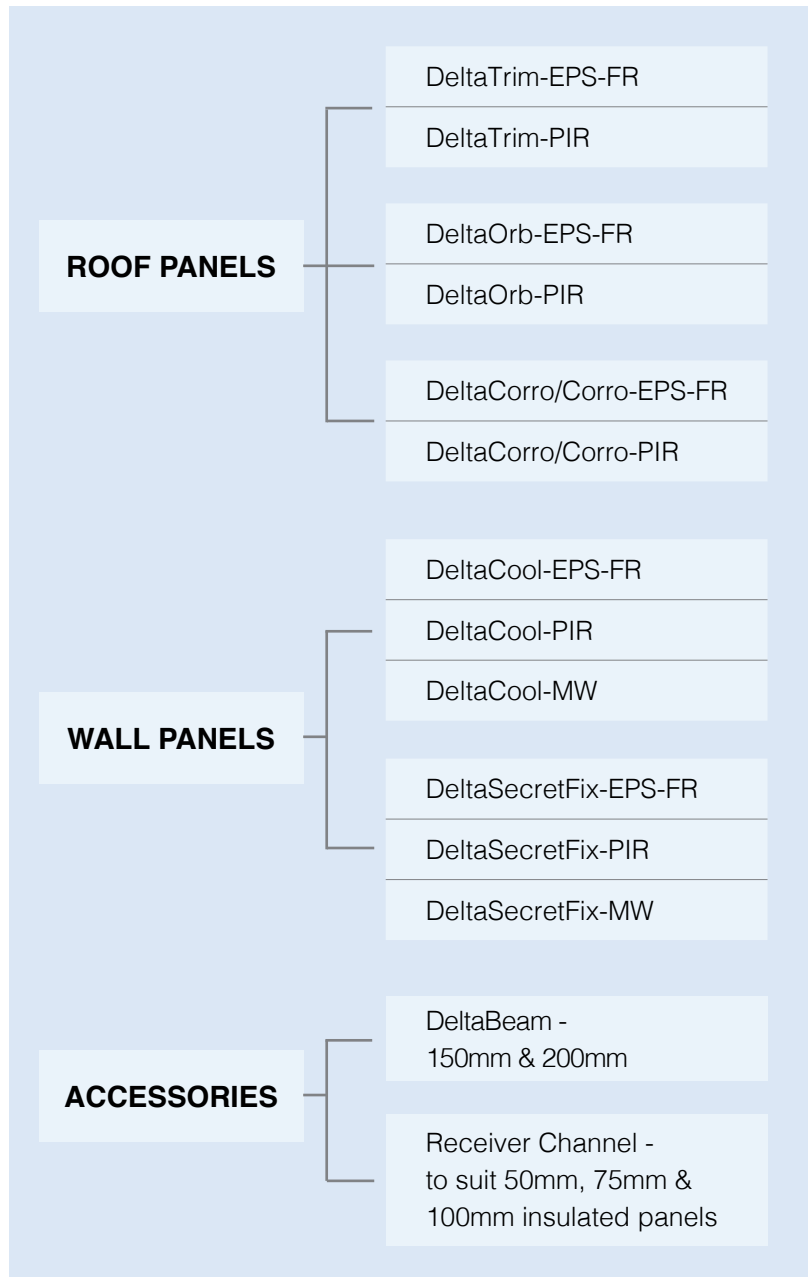 ROOF PANELS
DeltaTrim-EPS-FR
DeltaTrim-PIR
DeltaOrb-EPS-FR
DeltaOrb-PIR
DeltaCorro/Corro-EPS-FR
DeltaCorro/Corro-PIR
WALL PANELS
DeltaCool-EPS-FR
DeltaCool-PIR
DeltaCool-MW
DeltaSecretFix-EPS-FR
DeltaSecretFix-PIR
DeltaSecretFix-MW
ACCESSORIES
DeltaBeam -
150mm & 200mm
Receiver Channel -
to suit 50mm, 75mm &
100mm insulated panels